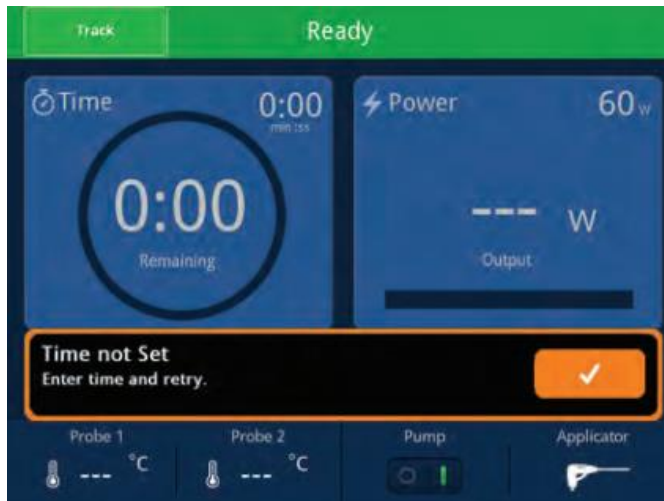 Track
Ready
Time
0:00
min:ss
0:00
Remaining
Power
60 w
--- W
Output
Time not Set
Enter time and retry.
Probe 1
--- °C
Probe 2
--- °C
Pump
Applicator